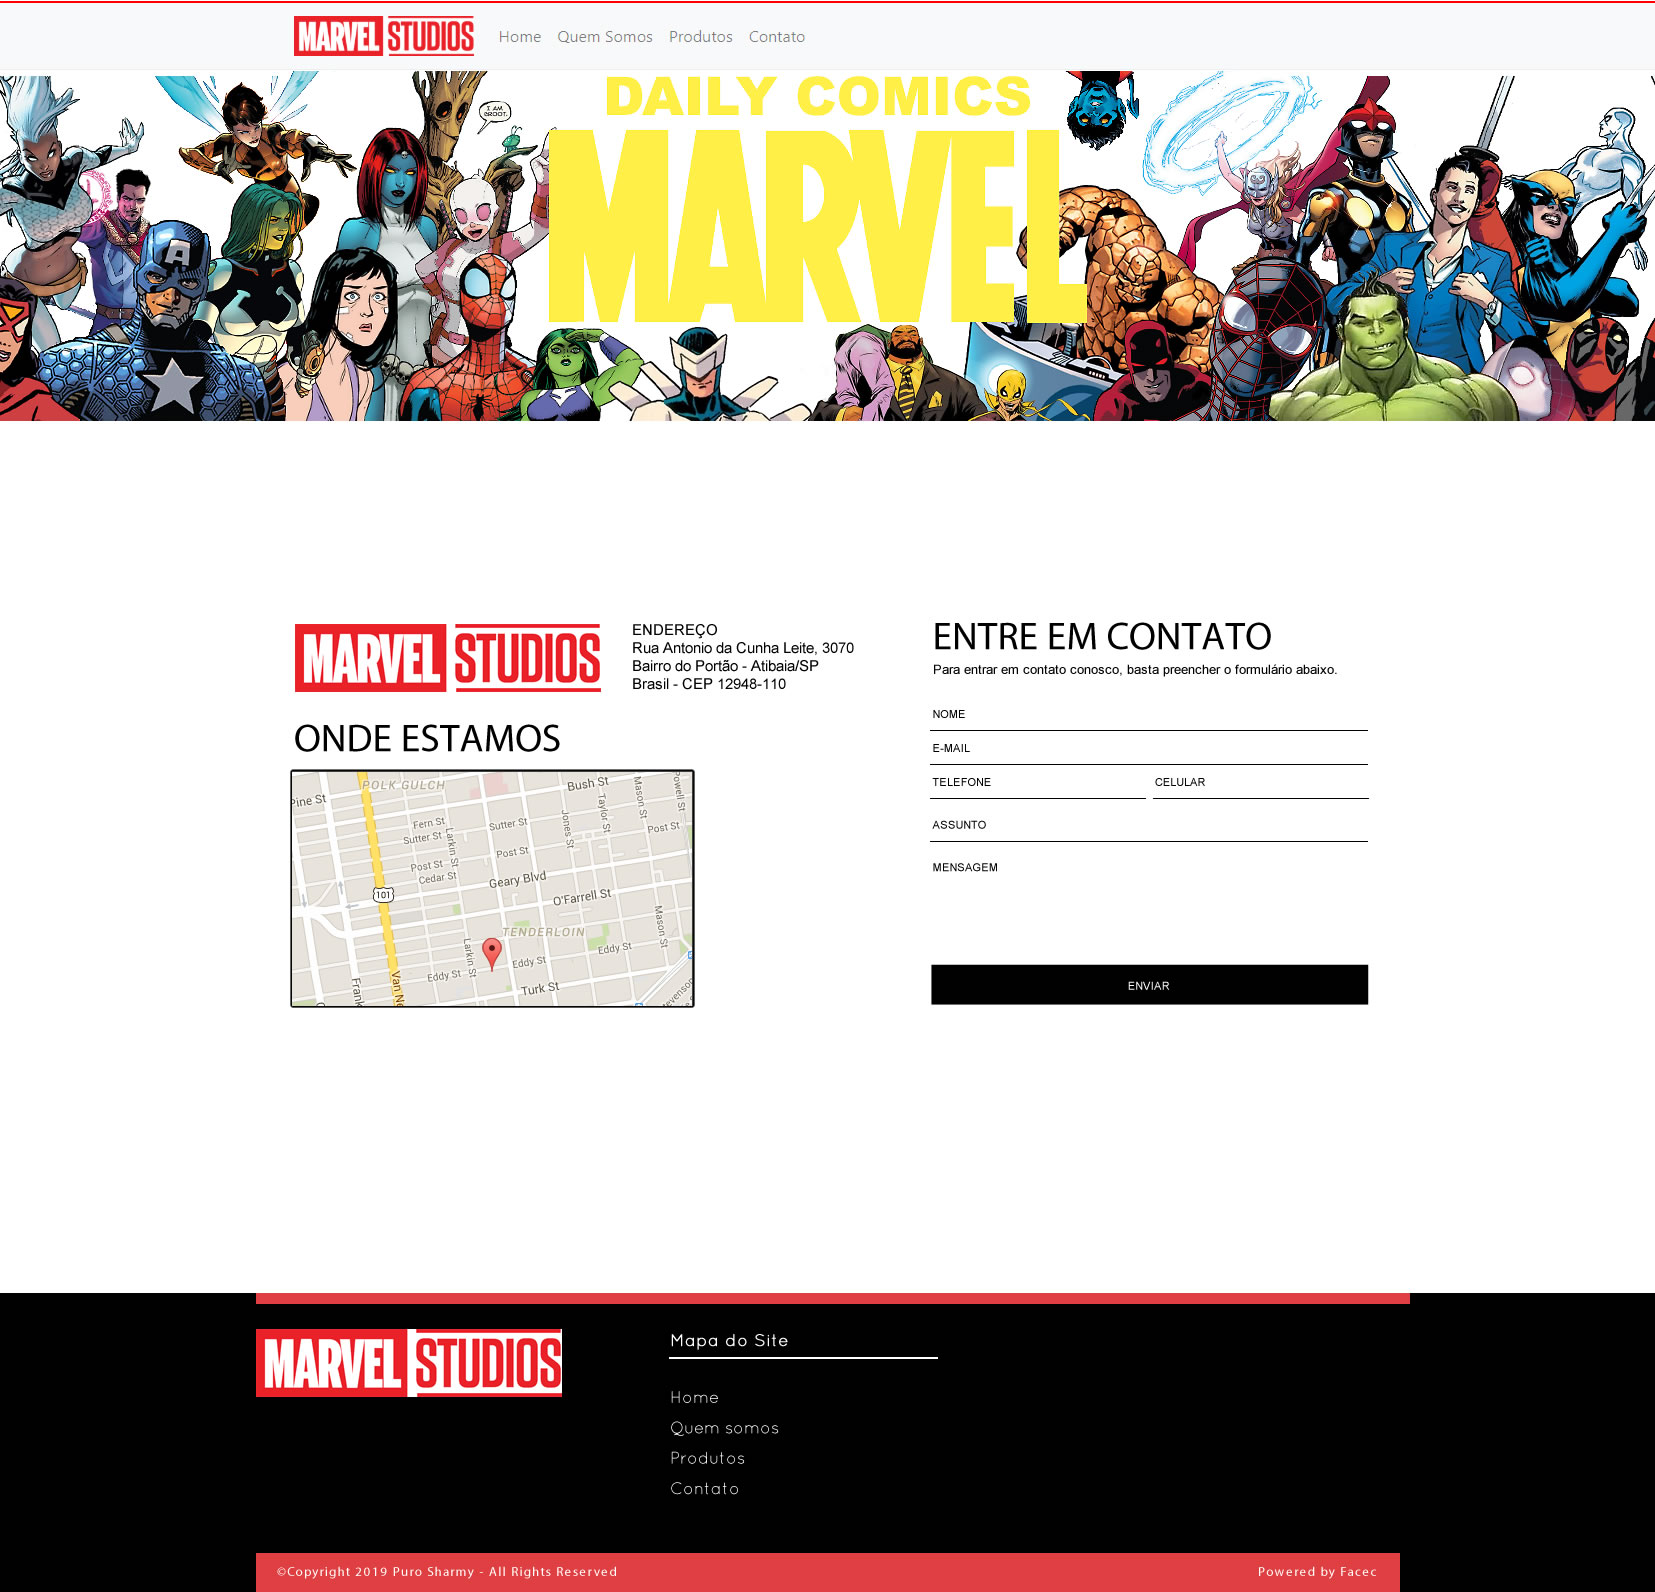 MARVEL STUDIOS
Home Quem Somos Produtos Contato
I AM GROOT.
DAILY COMICS
MARVEL
MARVEL STUDIOS
ENDEREÇO
Rua Antonio da Cunha Leite, 3070
Bairro do Portão - Atibaia/SP
Brasil - CEP 12948-110
ONDE ESTAMOS
POLK GULCH
Bush St
Mason St
Powell St
Pine St
Taylor St
Jones St
Fern St
Sutter St
Post St
Sutter St
Larkin St
Post St
Post St
Cedar St
Geary Blvd
101
O'Farrell St
Mason St
TENDERLOIN
Larkin St
Eddy St
Eddy St
Eddy St
Turk St
Van Ne
Frank
evenson
ENTRE EM CONTATO
Para entrar em contato conosco, basta preencher o formulário abaixo.
NOME
E-MAIL
TELEFONE CELULAR
ASSUNTO
MENSAGEM
ENVIAR
MARVEL STUDIOS
Mapa do Site
Home
Quem somos
Produtos
Contato
©Copyright 2019 Puro Sharmy - All Rights Reserved
Powered by Facec